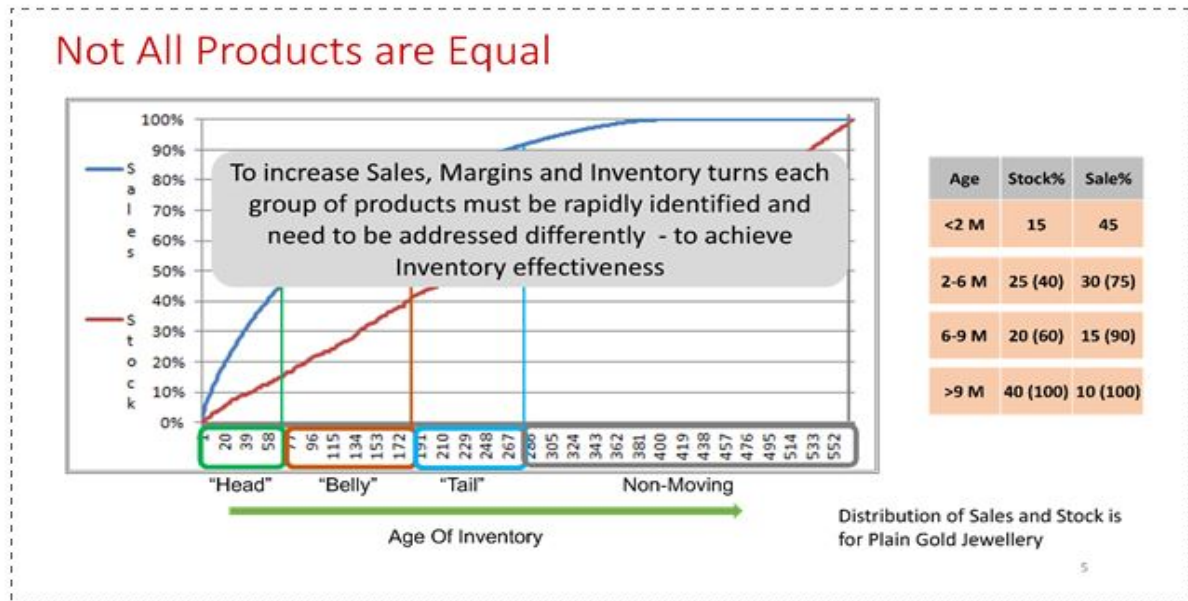 Not All Products are Equal
100%
90%
80%
70%
60%
50%
40%
30%
20%
10%
0%
Sales
Stock
To increase Sales, Margins and Inventory turns each
group of products must be rapidly identified and
need to be addressed differently - to achieve
Inventory effectiveness
1 20 39 58 77 96 115 134 153 172 191 210 229 248 267 286 305 324 343 362 381 400 419 438 457 476 495 514 533 552
"Head" "Belly" "Tail" Non-Moving
Age Of Inventory
Age Stock% Sale%
<2 M 15 45
2-6 M 25 (40) 30 (75)
6-9 M 20 (60) 15 (90)
>9 M 40 (100) 10 (100)
Distribution of Sales and Stock is
for Plain Gold Jewellery
5